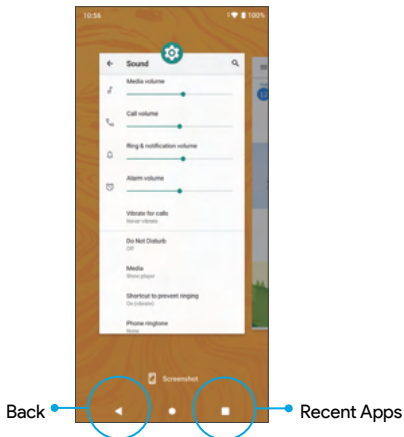 10:56
100%
Sound
Media volume
Call volume
Ring & notification volume
Alarm volume
Vibrate for calls
Never vibrate
Do Not Disturb
Off
Media
Show player
Shortcut to prevent ringing
On (vibrate)
Phone ringtone
None
Screenshot
Back
Recent Apps